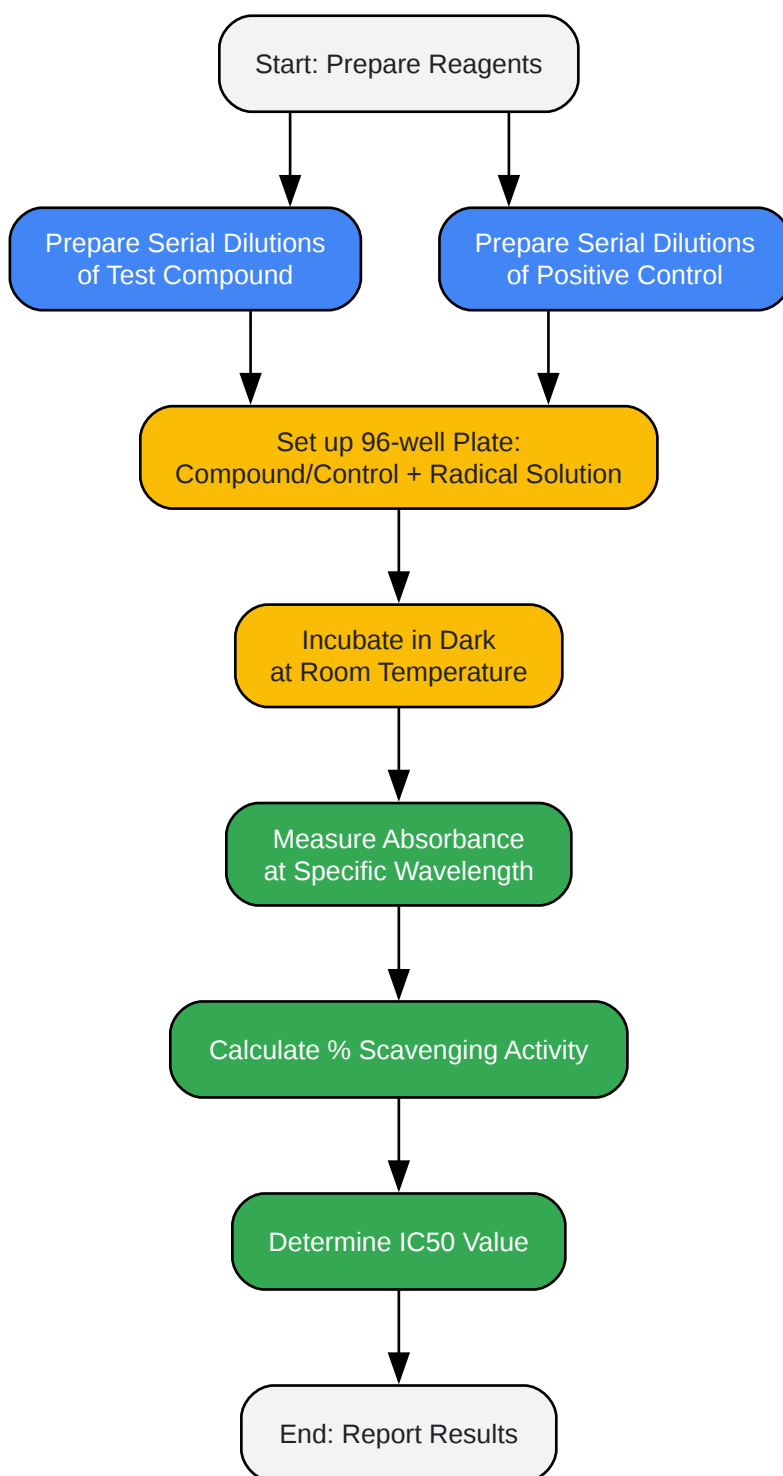 Start: Prepare Reagents
Prepare Serial Dilutions
of Test Compound
Prepare Serial Dilutions
of Positive Control
Set up 96-well Plate:
Compound/Control + Radical Solution
Incubate in Dark
at Room Temperature
Measure Absorbance
at Specific Wavelength
Calculate % Scavenging Activity
Determine IC50 Value
End: Report Results